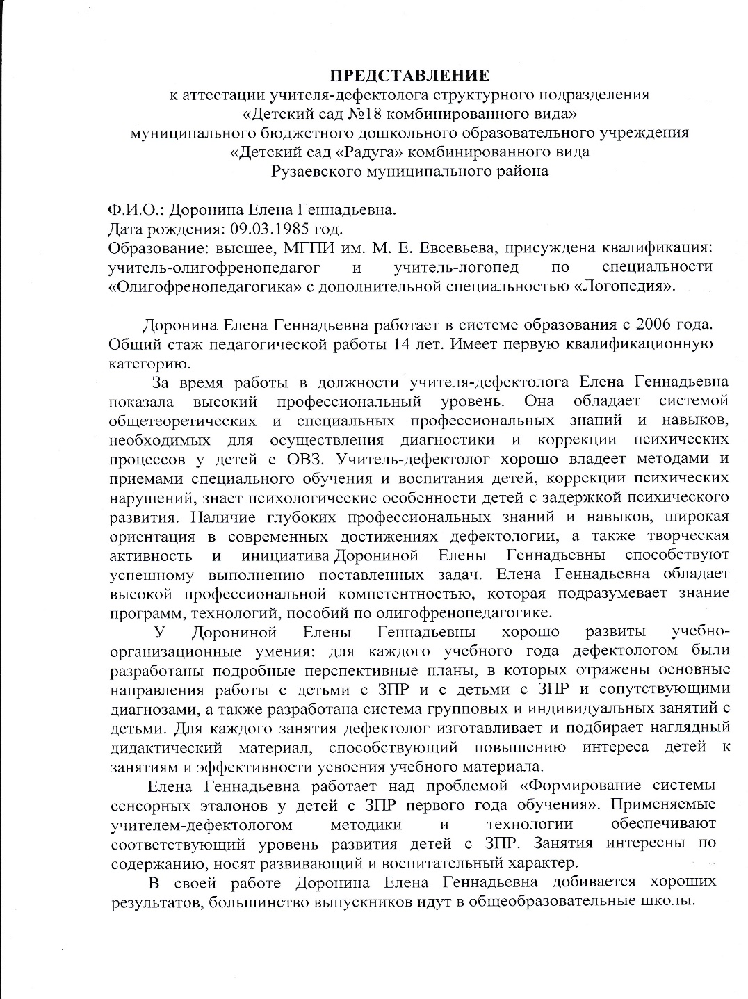 ПРЕДСТАВЛЕНИЕ
к аттестации учителя-дефектолога структурного подразделения
«Детский сад №18 комбинированного вида»
муниципального бюджетного дошкольного образовательного учреждения
«Детский сад «Радуга» комбинированного вида
Рузаевского муниципального района
Ф.И.О.: Доронина Елена Геннадьевна.
Дата рождения: 09.03.1985 год.
Образование: высшее, МГПИ им. М. Е. Евсевьева, присуждена квалификация:
учитель-олигофренопедагог и учитель-логопед по специальности
«Олигофренопедагогика» с дополнительной специальностью «Логопедия».
Доронина Елена Геннадьевна работает в системе образования с 2006 года.
Общий стаж педагогической работы 14 лет. Имеет первую квалификационную
категорию.
За время работы в должности учителя-дефектолога Елена Геннадьевна
показала высокий профессиональный уровень. Она обладает системой
общетеоретических и специальных профессиональных знаний и навыков,
необходимых для осуществления диагностики и коррекции психических
процессов у детей с ОВЗ. Учитель-дефектолог хорошо владеет методами и
приемами специального обучения и воспитания детей, коррекции психических
нарушений, знает психологические особенности детей с задержкой психического
развития. Наличие глубоких профессиональных знаний и навыков, широкая
ориентация в современных достижениях дефектологии, а также творческая
активность и инициатива Дорониной Елены Геннадьевны способствуют
успешному выполнению поставленных задач. Елена Геннадьевна обладает
высокой профессиональной компетентностью, которая подразумевает знание
программ, технологий, пособий по олигофренопедагогике.
У Дорониной Елены Геннадьевны хорошо развиты учебно-
организационные умения: для каждого учебного года дефектологом были
разработаны подробные перспективные планы, в которых отражены основные
направления работы с детьми с ЗПР и с детьми с ЗПР и сопутствующими
диагнозами, а также разработана система групповых и индивидуальных занятий с
детьми. Для каждого занятия дефектолог изготавливает и подбирает наглядный
дидактический материал, способствующий повышению интереса детей к
занятиям и эффективности усвоения учебного материала.
Елена Геннадьевна работает над проблемой «Формирование системы
сенсорных эталонов у детей с ЗПР первого года обучения». Применяемые
учителем-дефектологом методики и технологии обеспечивают
соответствующий уровень развития детей с ЗПР. Занятия интересны по
содержанию, носят развивающий и воспитательный характер.
В своей работе Доронина Елена Геннадьевна добивается хороших
результатов, большинство выпускников идут в общеобразовательные школы.